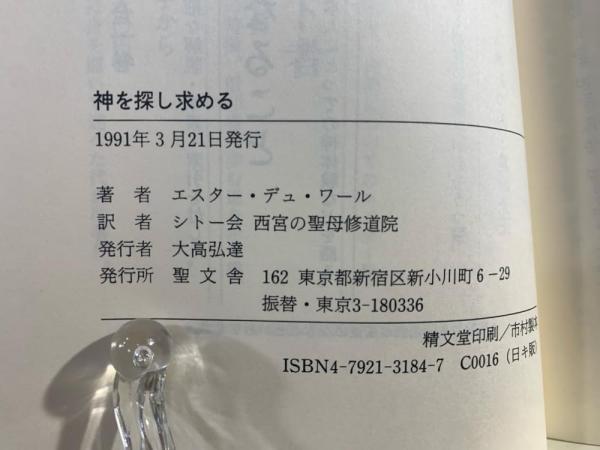 神を探し求める
1991年3月21日発行
著者 エスター・デュ・ワール
訳者 シトー会 西宮の聖母修道院
発行者 大高弘達
発行所 聖文舎 162 東京都新宿区新小川町6-29
振替・東京3-180336
精文堂印刷/市村製本
ISBN4-7921-3184-7 C0016(日キ販)